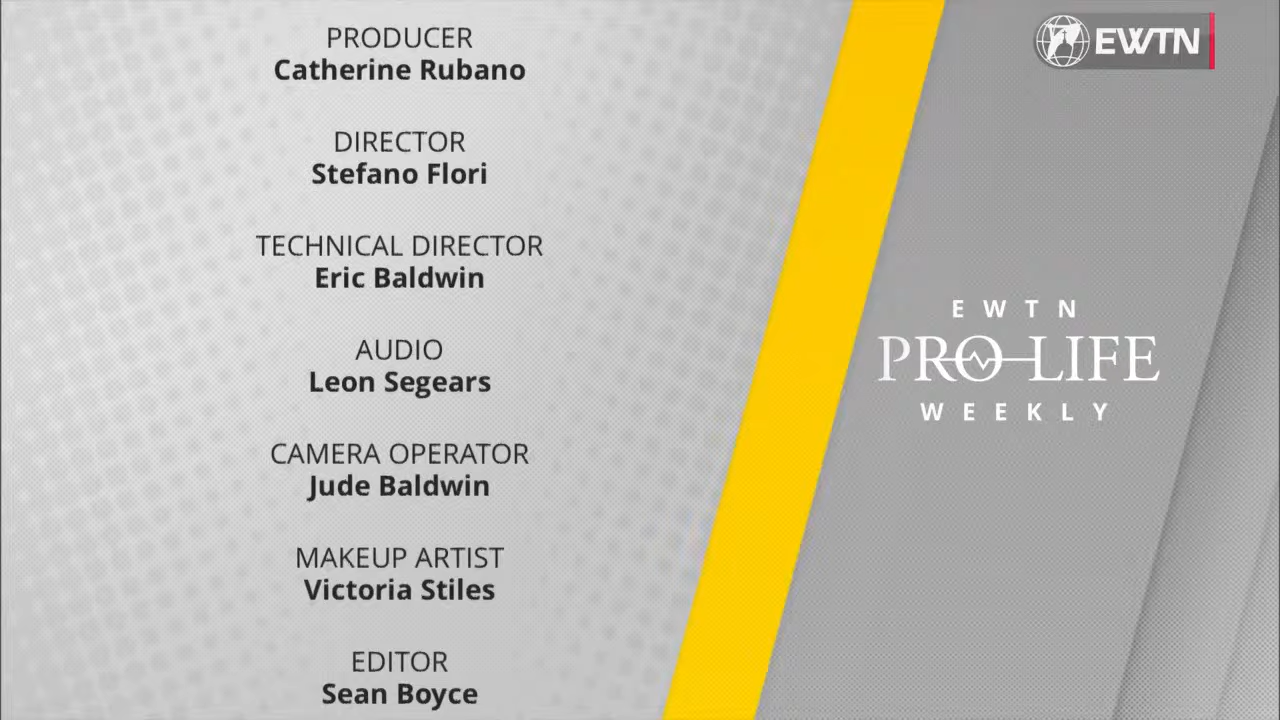 PRODUCER
Catherine Rubano
DIRECTOR
Stefano Flori
TECHNICAL DIRECTOR
Eric Baldwin
AUDIO
Leon Segears
CAMERA OPERATOR
Jude Baldwin
MAKEUP ARTIST
Victoria Stiles
EDITOR
Sean Boyce
EWTN
EWTN
PRO LIFE
WEEKLY